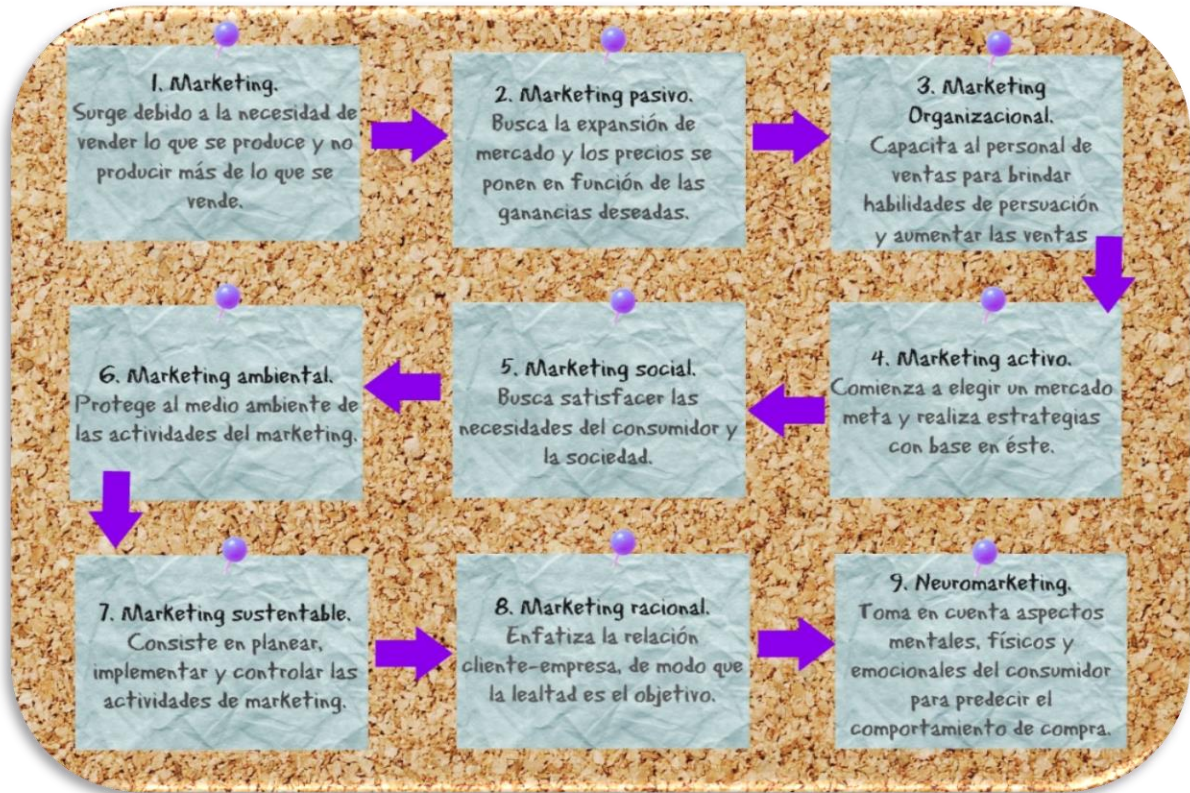 1. Marketing.
Surge debido a la necesidad de
vender lo que se produce y no
producir más de lo que se
vende.
2. Marketing pasivo.
Busca la expansión de
mercado y los precios se
ponen en función de las
ganancias deseadas.
3. Marketing
Organizacional.
Capacita al personal de
ventas para brindar
habilidades de persuación
y aumentar las ventas
4. Marketing activo.
Comienza a elegir un mercado
meta y realiza estrategias
con base en éste.
5. Marketing social.
Busca satisfacer las
necesidades del consumidor y
la sociedad.
6. Marketing ambiental.
Protege al medio ambiente de
las actividades del marketing.
7. Marketing sustentable.
Consiste en planear,
implementar y controlar las
actividades de marketing.
8. Marketing racional.
Enfatiza la relación
cliente-empresa, de modo que
la lealtad es el objetivo.
9. Neuromarketing.
Toma en cuenta aspectos
mentales, físicos y
emocionales del consumidor
para predecir el
comportamiento de compra.